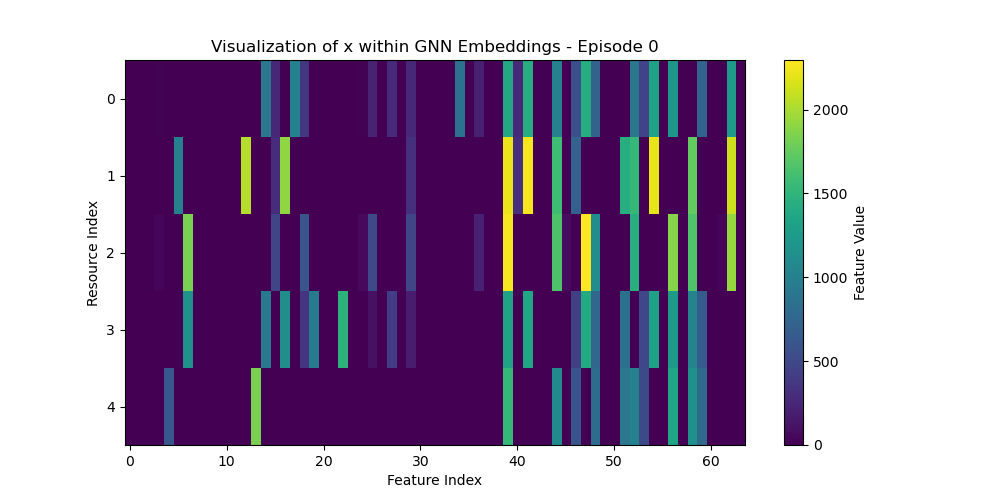 Visualization of x within GNN Embeddings - Episode 0
Resource Index
0
1
2
3
4
0 10 20 30 40 50 60
Feature Index
2000
1500
1000
500
0
Feature Value